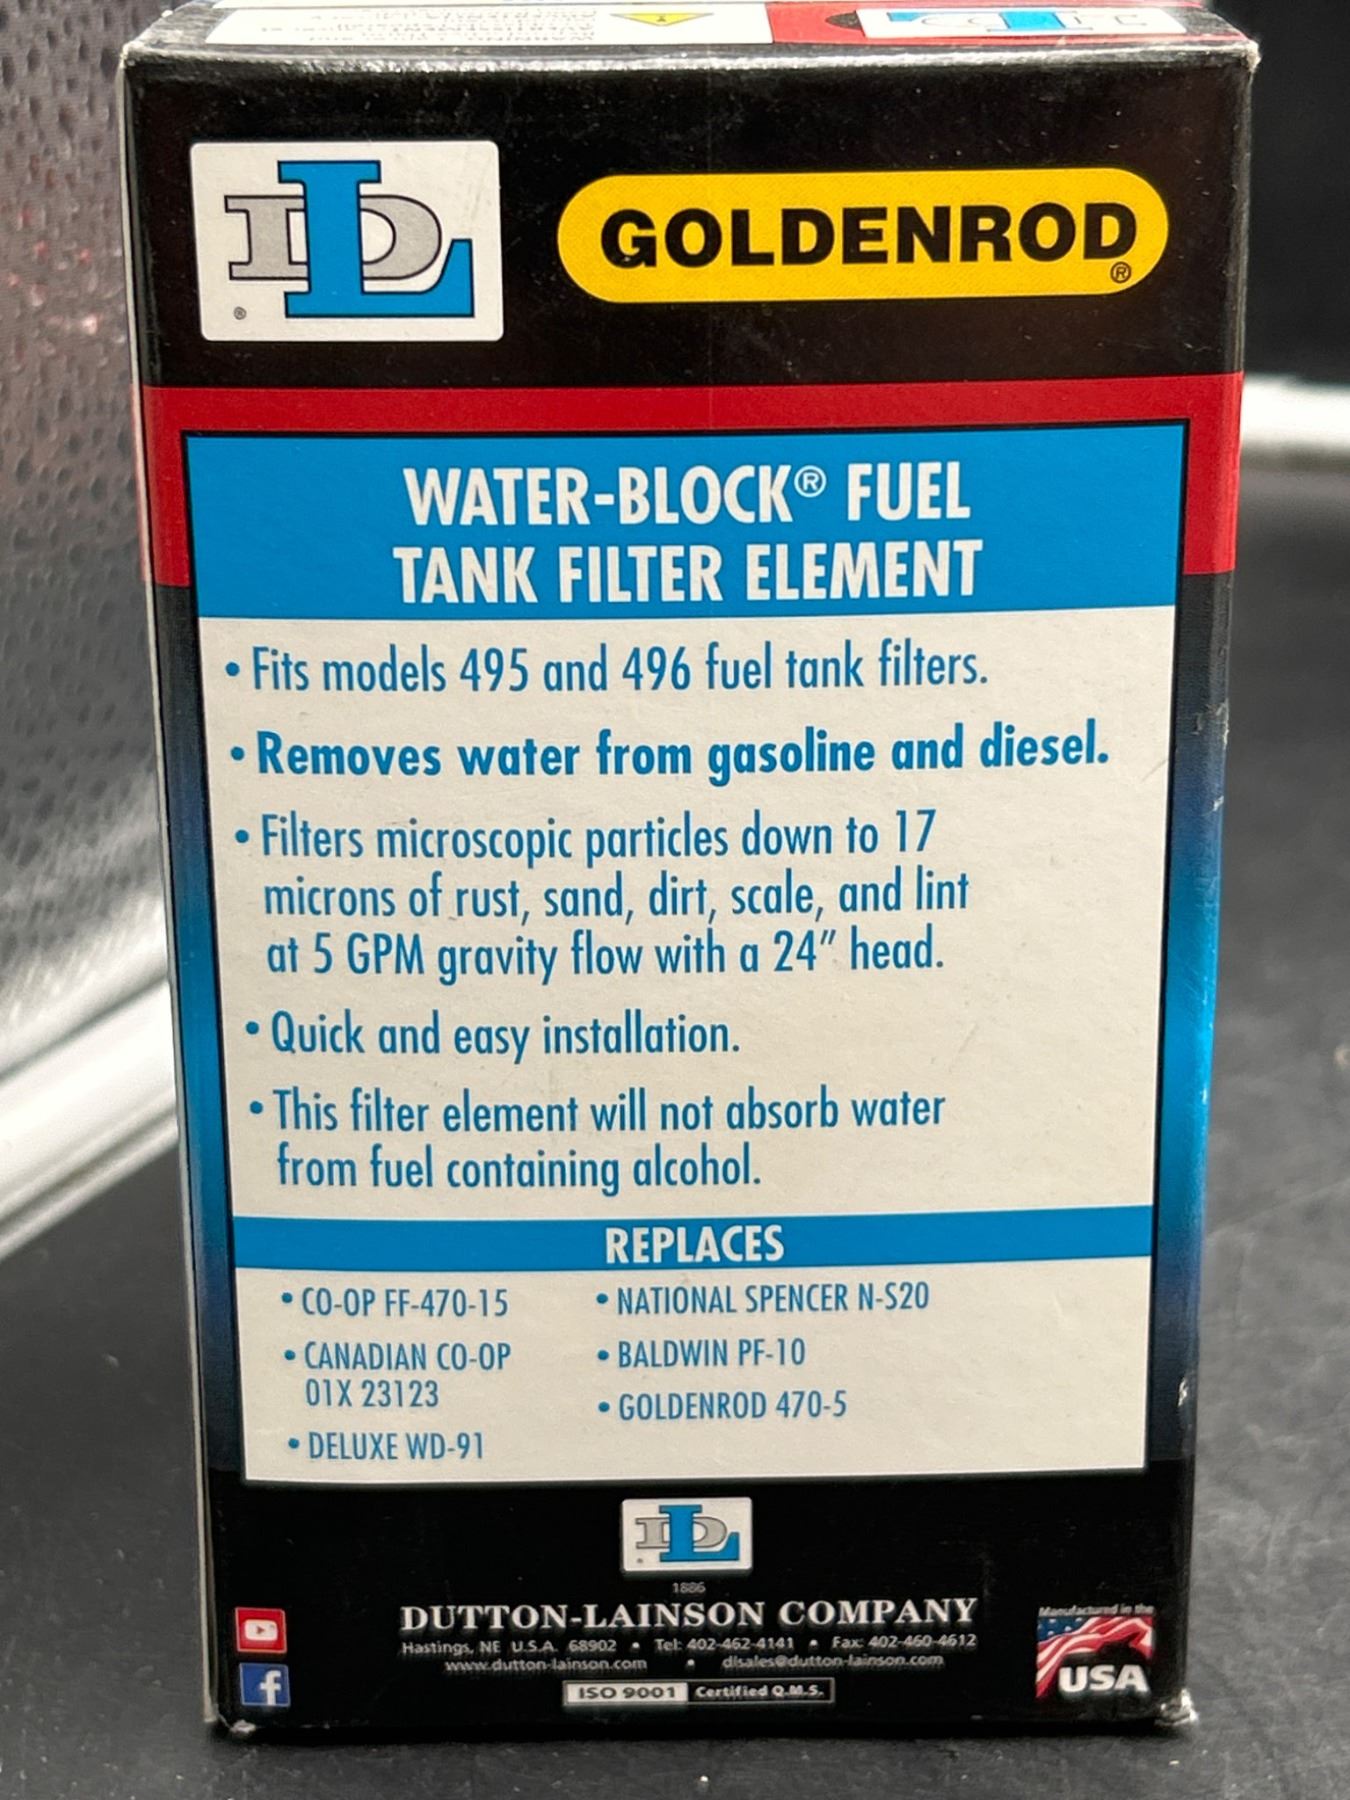 DL ®
GOLDENROD®
WATER-BLOCK® FUEL
TANK FILTER ELEMENT
• Fits models 495 and 496 fuel tank filters.
• Removes water from gasoline and diesel.
• Filters microscopic particles down to 17
microns of rust, sand, dirt, scale, and lint
at 5 GPM gravity flow with a 24” head.
• Quick and easy installation.
• This filter element will not absorb water
from fuel containing alcohol.
REPLACES
• CO-OP FF-470-15
• CANADIAN CO-OP
01X 23123
• DELUXE WD-91
• NATIONAL SPENCER N-S20
• BALDWIN PF-10
• GOLDENROD 470-5
DL
1886
DUTTON-LAINSON COMPANY
Hastings, NE U.S.A. 68902 • Tel: 402-462-4141 • Fax: 402-460-4612
www.dutton-lainson.com • dlsales@dutton-lainson.com
ISO 9001 Certified Q.M.S.
f
Manufactured in the
USA